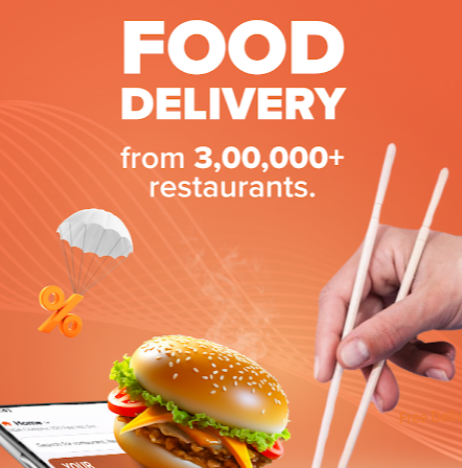 FOOD
DELIVERY
from 3,00,000+
restaurants.
%
Home
YOUR